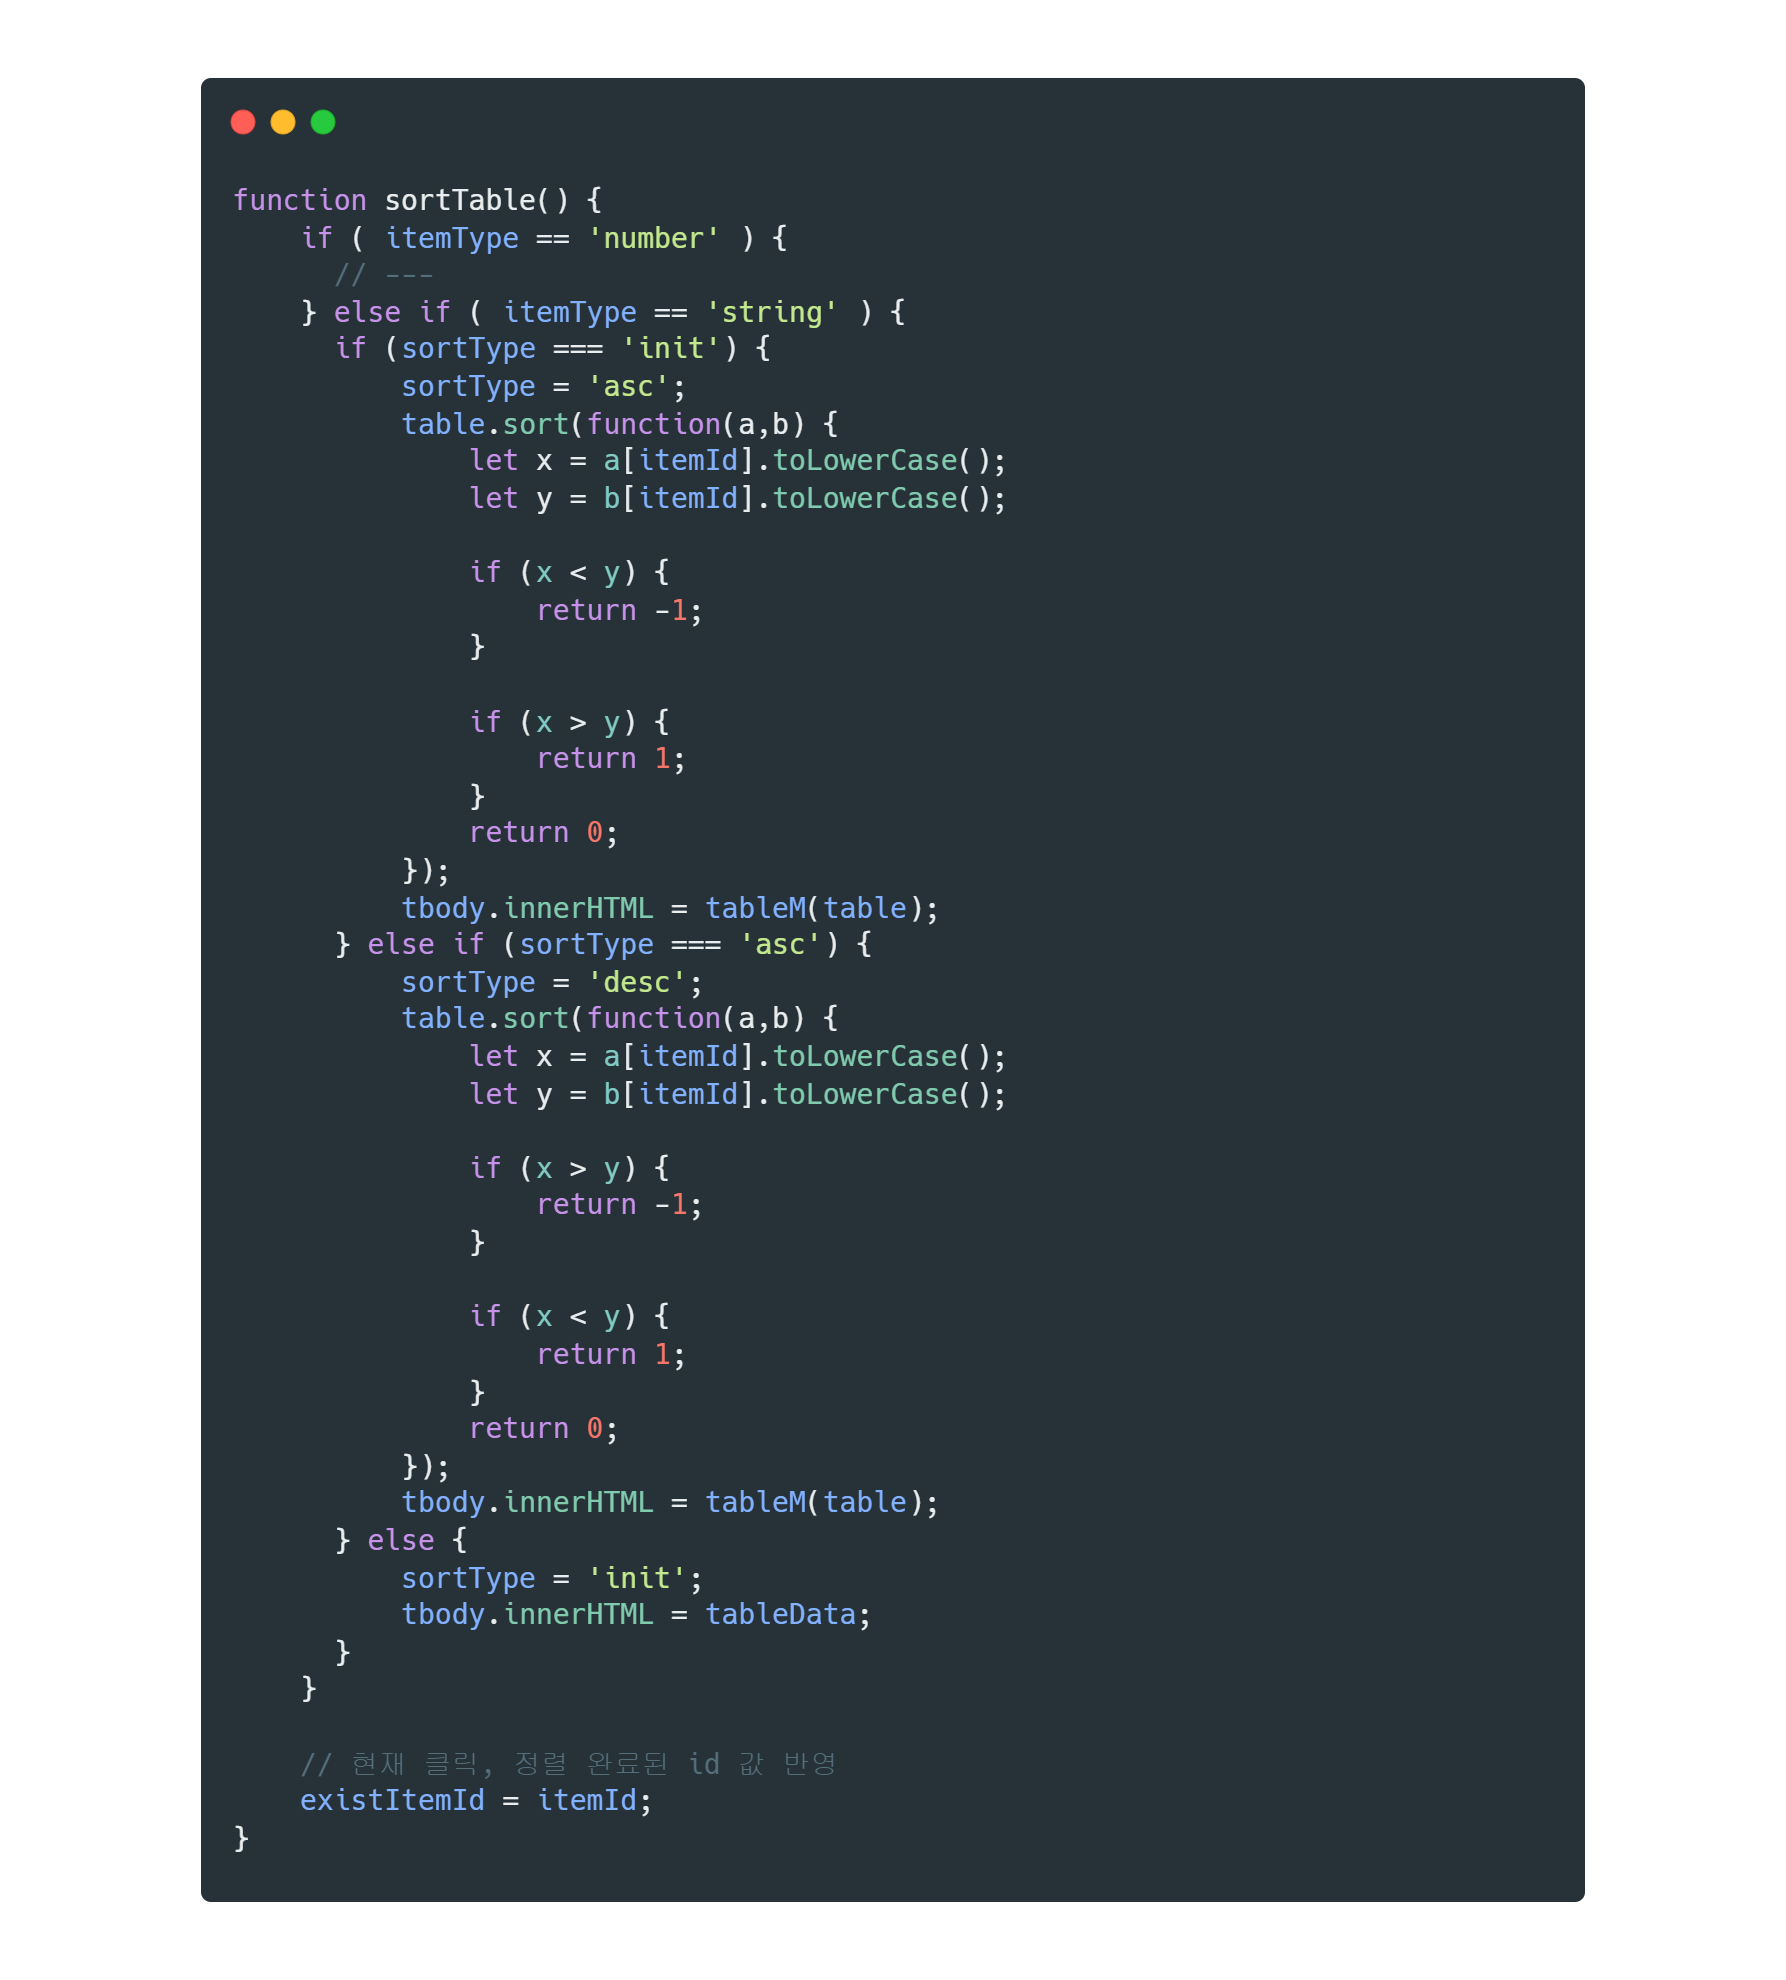 function sortTable() {
    if ( itemType == 'number' ) {
      // ---
    } else if ( itemType == 'string' ) {
      if (sortType === 'init') {
          sortType = 'asc';
          table.sort(function(a,b) {
              let x = a[itemId].toLowerCase();
              let y = b[itemId].toLowerCase();

              if (x < y) {
                  return -1;
              }

              if (x > y) {
                  return 1;
              }
              return 0;
          });
          tbody.innerHTML = tableM(table);
      } else if (sortType === 'asc') {
          sortType = 'desc';
          table.sort(function(a,b) {
              let x = a[itemId].toLowerCase();
              let y = b[itemId].toLowerCase();

              if (x > y) {
                  return -1;
              }

              if (x < y) {
                  return 1;
              }
              return 0;
          });
          tbody.innerHTML = tableM(table);
      } else {
          sortType = 'init';
          tbody.innerHTML = tableData;
      }
    }

    // 현재 클릭, 정렬 완료된 id 값 반영
    existItemId = itemId;
}